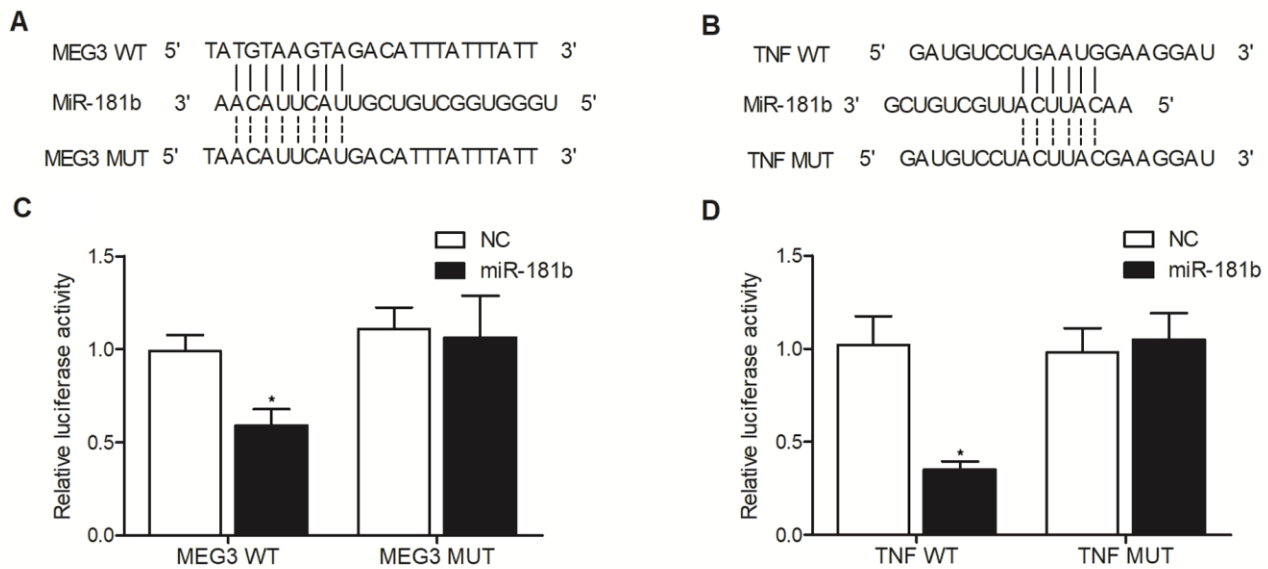 A
MEG3 WT 5' TATGTAAGTAGACATTTATTTATT 3'
MiR-181b 3' AACAUUCAUUGCUGUCGGUGGGU 5'
MEG3 MUT 5' TAACAUUCAUGACATTTATTTATT 3'
B
TNF WT 5' GAUGUCCUGAAUGGAAGGAU 3'
MiR-181b 3' GCUGUCGUUACUUACAA 5'
TNF MUT 5' GAUGUCCUACUUACGAAGGAU 3'
C
NC
miR-181b
Relative luciferase activity
1.5
1.0
0.5
0.0
MEG3 WT MEG3 MUT
*
D
NC
miR-181b
Relative luciferase activity
1.5
1.0
0.5
0.0
TNF WT TNF MUT
*